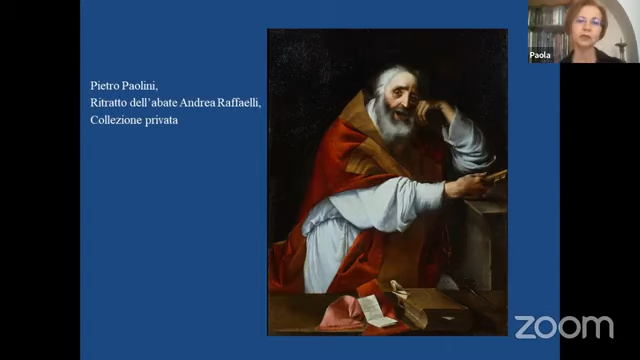 Pietro Paolini,
Ritratto dell'abate Andrea Raffaelli,
Collezione privata
Paola
zoom